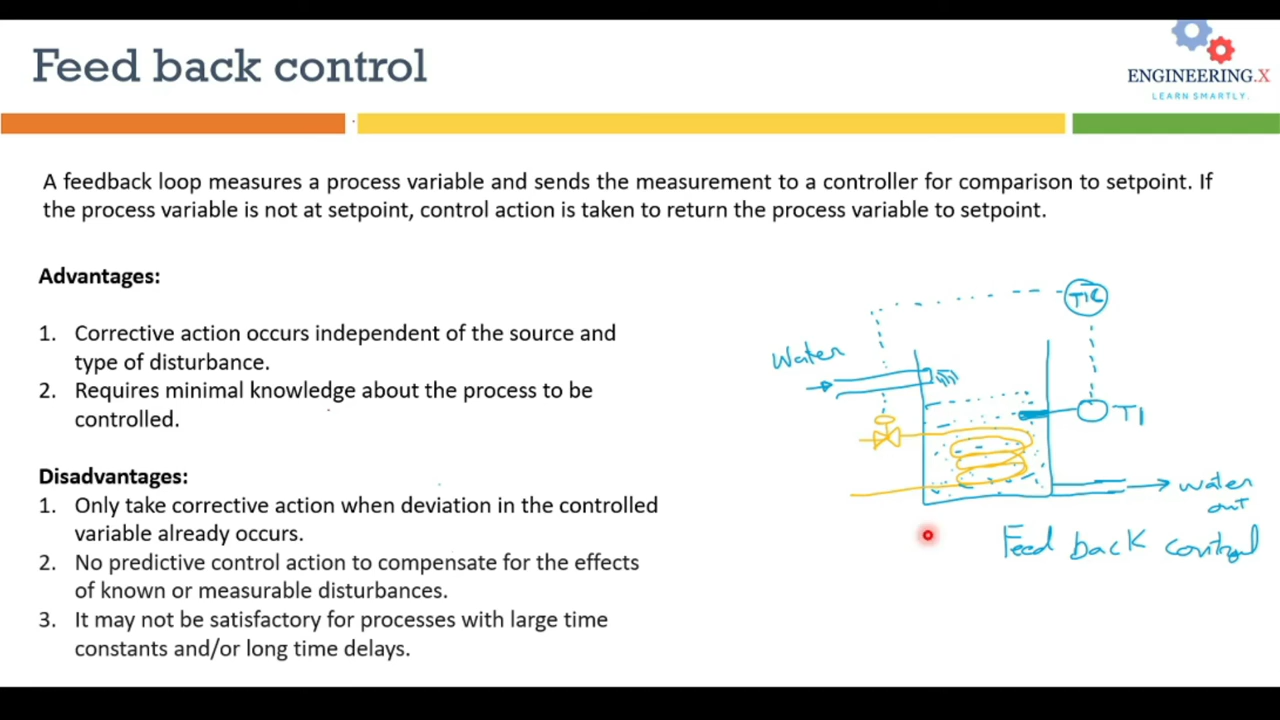 Feed back control
ENGINEERING.X
LEARN SMARTLY.
A feedback loop measures a process variable and sends the measurement to a controller for comparison to setpoint. If
the process variable is not at setpoint, control action is taken to return the process variable to setpoint.
Advantages:
1. Corrective action occurs independent of the source and
type of disturbance.
2. Requires minimal knowledge about the process to be
controlled.
Disadvantages:
1. Only take corrective action when deviation in the controlled
variable already occurs.
2. No predictive control action to compensate for the effects
of known or measurable disturbances.
3. It may not be satisfactory for processes with large time
constants and/or long time delays.
TIC
Water
TI
water
out
Feed back control